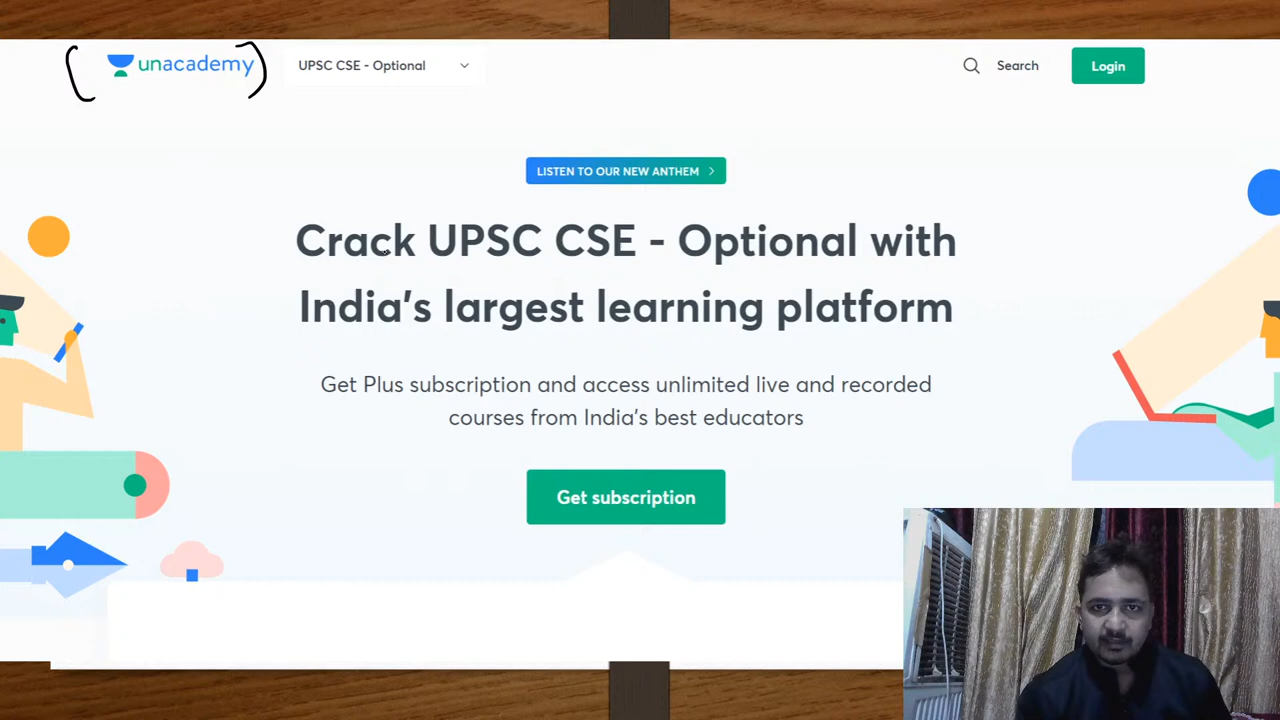 unacademy
UPSC CSE - Optional
Search
Login
LISTEN TO OUR NEW ANTHEM
Crack UPSC CSE - Optional with
India's largest learning platform
Get Plus subscription and access unlimited live and recorded
courses from India's best educators
Get subscription